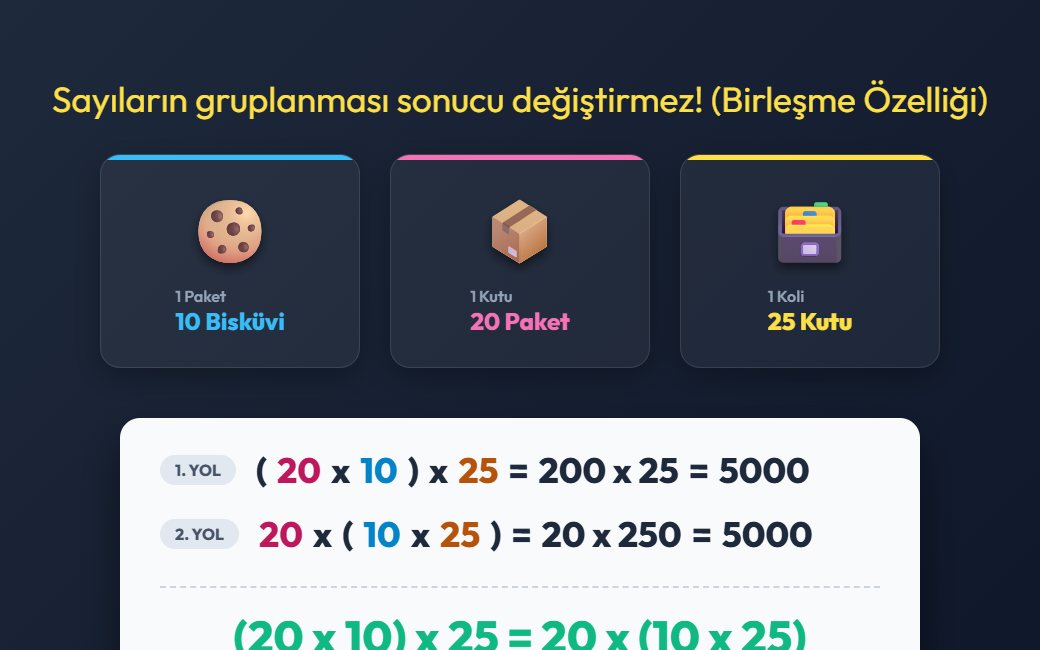 Sayıların gruplanması sonucu değiştirmez! (Birleşme Özelliği)
1 Paket
10 Bisküvi
1 Kutu
20 Paket
1 Koli
25 Kutu
1. YOL ( 20 x 10 ) x 25 = 200 x 25 = 5000
2. YOL 20 x ( 10 x 25 ) = 20 x 250 = 5000
(20 x 10) x 25 = 20 x (10 x 25)